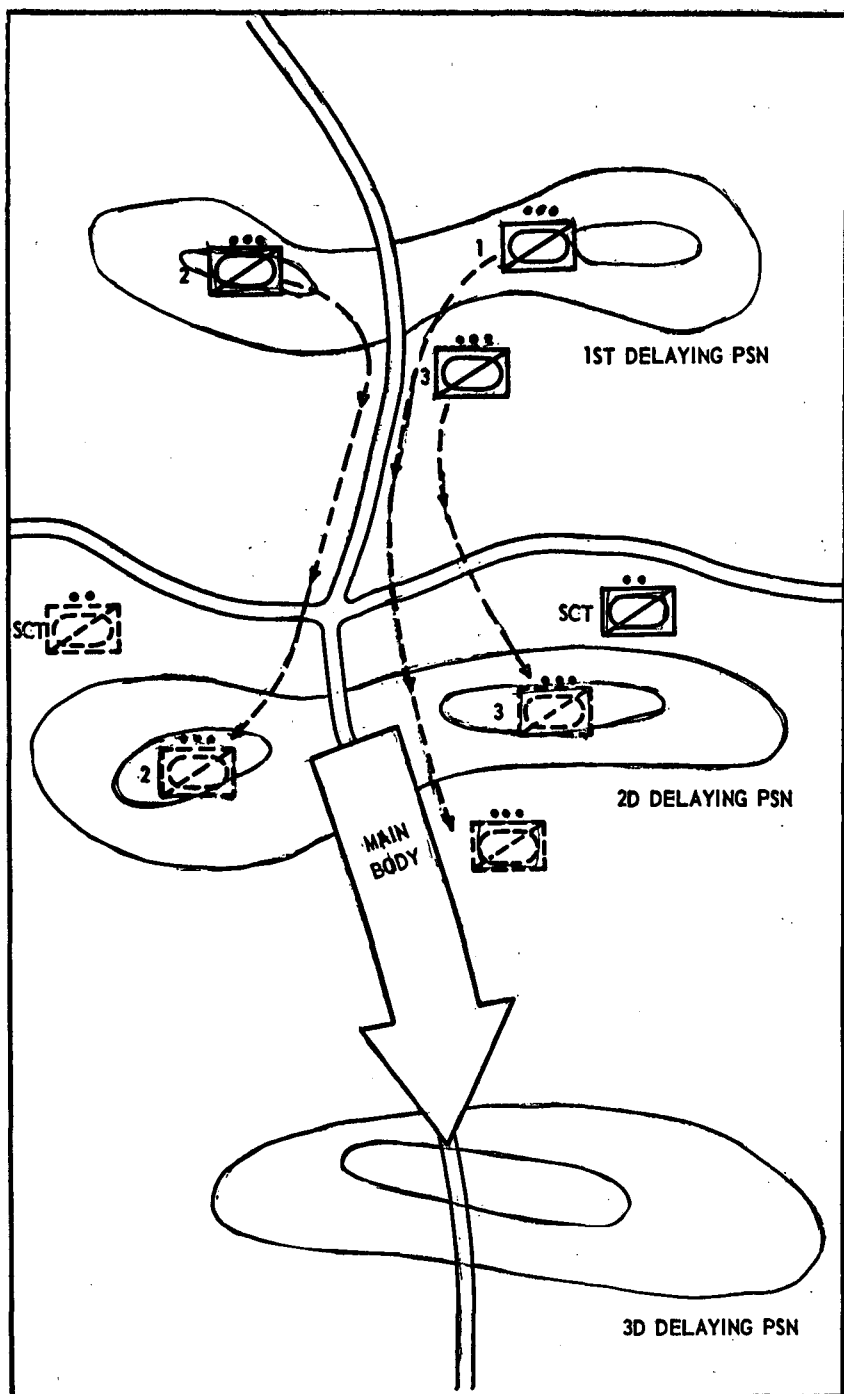 1
2
1ST DELAYING PSN
3
SCT
SCT
3
2
2D DELAYING PSN
MAIN
BODY
3D DELAYING PSN